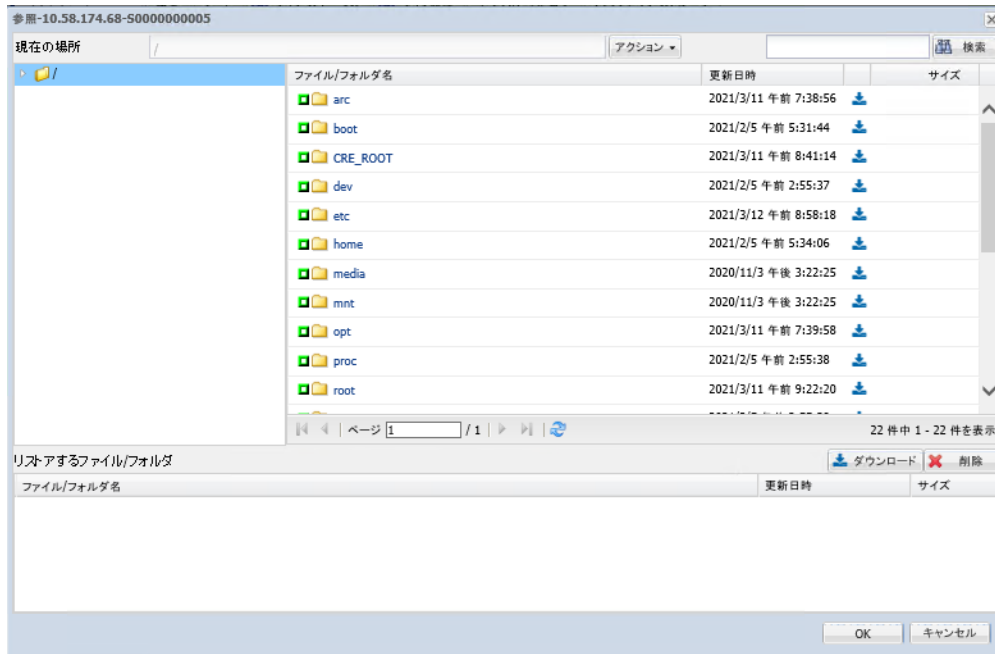 参照-10.58.174.68-S0000000005
現在の場所 / アクション 検索
/
ファイル/フォルダ名 更新日時 サイズ
arc 2021/3/11 午前 7:38:56
boot 2021/2/5 午前 5:31:44
CRE_ROOT 2021/3/11 午前 8:41:14
dev 2021/2/5 午前 2:55:37
etc 2021/3/12 午前 8:58:18
home 2021/2/5 午前 5:34:06
media 2020/11/3 午後 3:22:25
mnt 2020/11/3 午後 3:22:25
opt 2021/3/11 午前 7:39:58
proc 2021/2/5 午前 2:55:38
root 2021/3/11 午前 9:22:20
ページ 1 / 1 22 件中 1 - 22 件を表示
リストアするファイル/フォルダ ダウンロード 削除
ファイル/フォルダ名 更新日時 サイズ
OK キャンセル